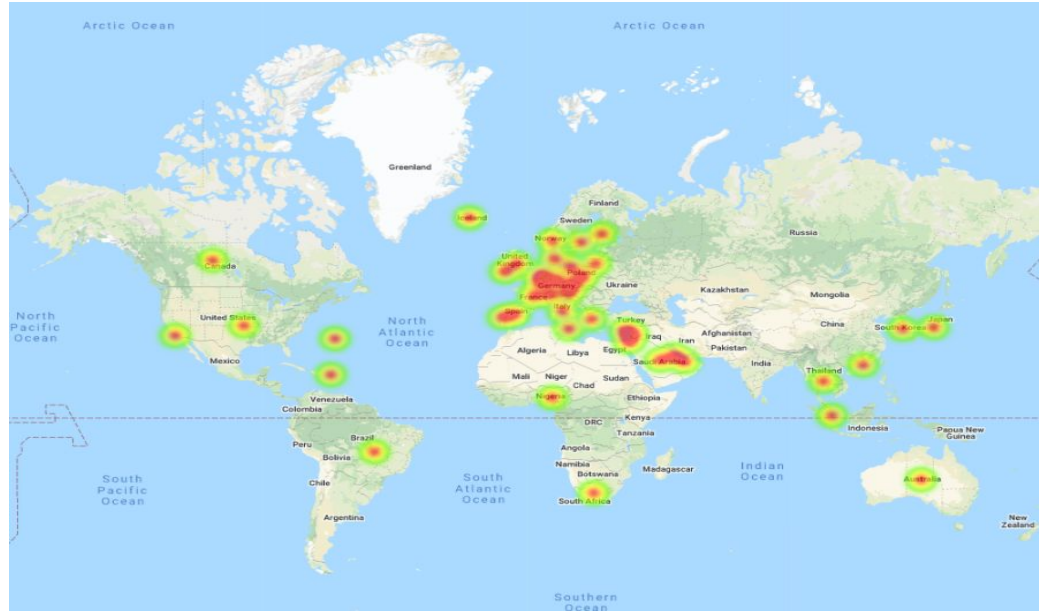 Arctic Ocean
Arctic Ocean
Greenland
Iceland
Finland
Sweden
Norway
Russia
Canada
United
Kingdom
Poland
Germany
Ukraine
France
Kazakhstan
Mongolia
Italy
Spain
United States
North
Pacific
Ocean
North
Atlantic
Ocean
Turkey
China
Japan
South Korea
Afghanistan
Iraq
Iran
Pakistan
Algeria
Libya
Egypt
Saudi Arabia
India
Mexico
Mali
Niger
Chad
Sudan
Thailand
Venezuela
Nigeria
Ethiopia
Colombia
DRC
Kenya
Indonesia
Papua New
Guinea
Tanzania
Brazil
Peru
Bolivia
Angola
Namibia
Botswana
Madagascar
Indian
Ocean
South
Pacific
Ocean
South
Atlantic
Ocean
Chile
South Africa
Australia
Argentina
New
Zealand
Southern
Ocean